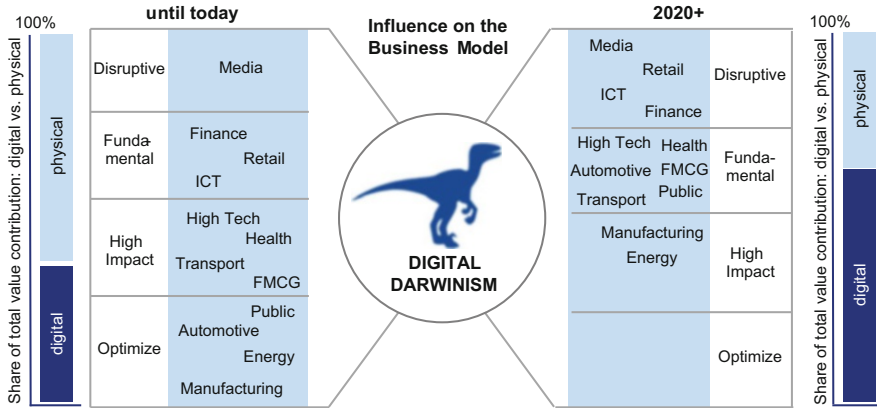 until today
Influence on the
Business Model
2020+
100%
Share of total value contribution: digital vs. physical
physical
digital
Disruptive
Media
Funda-
mental
Finance
Retail
ICT
High
Impact
High Tech
Health
Transport
FMCG
Optimize
Public
Automotive
Energy
Manufacturing
DIGITAL
DARWINISM
Media
Retail
ICT
Finance
Disruptive
High Tech
Health
Automotive
FMCG
Transport
Public
Funda-
mental
Manufacturing
Energy
High
Impact
Optimize
100%
Share of total value contribution: digital vs. physical
physical
digital